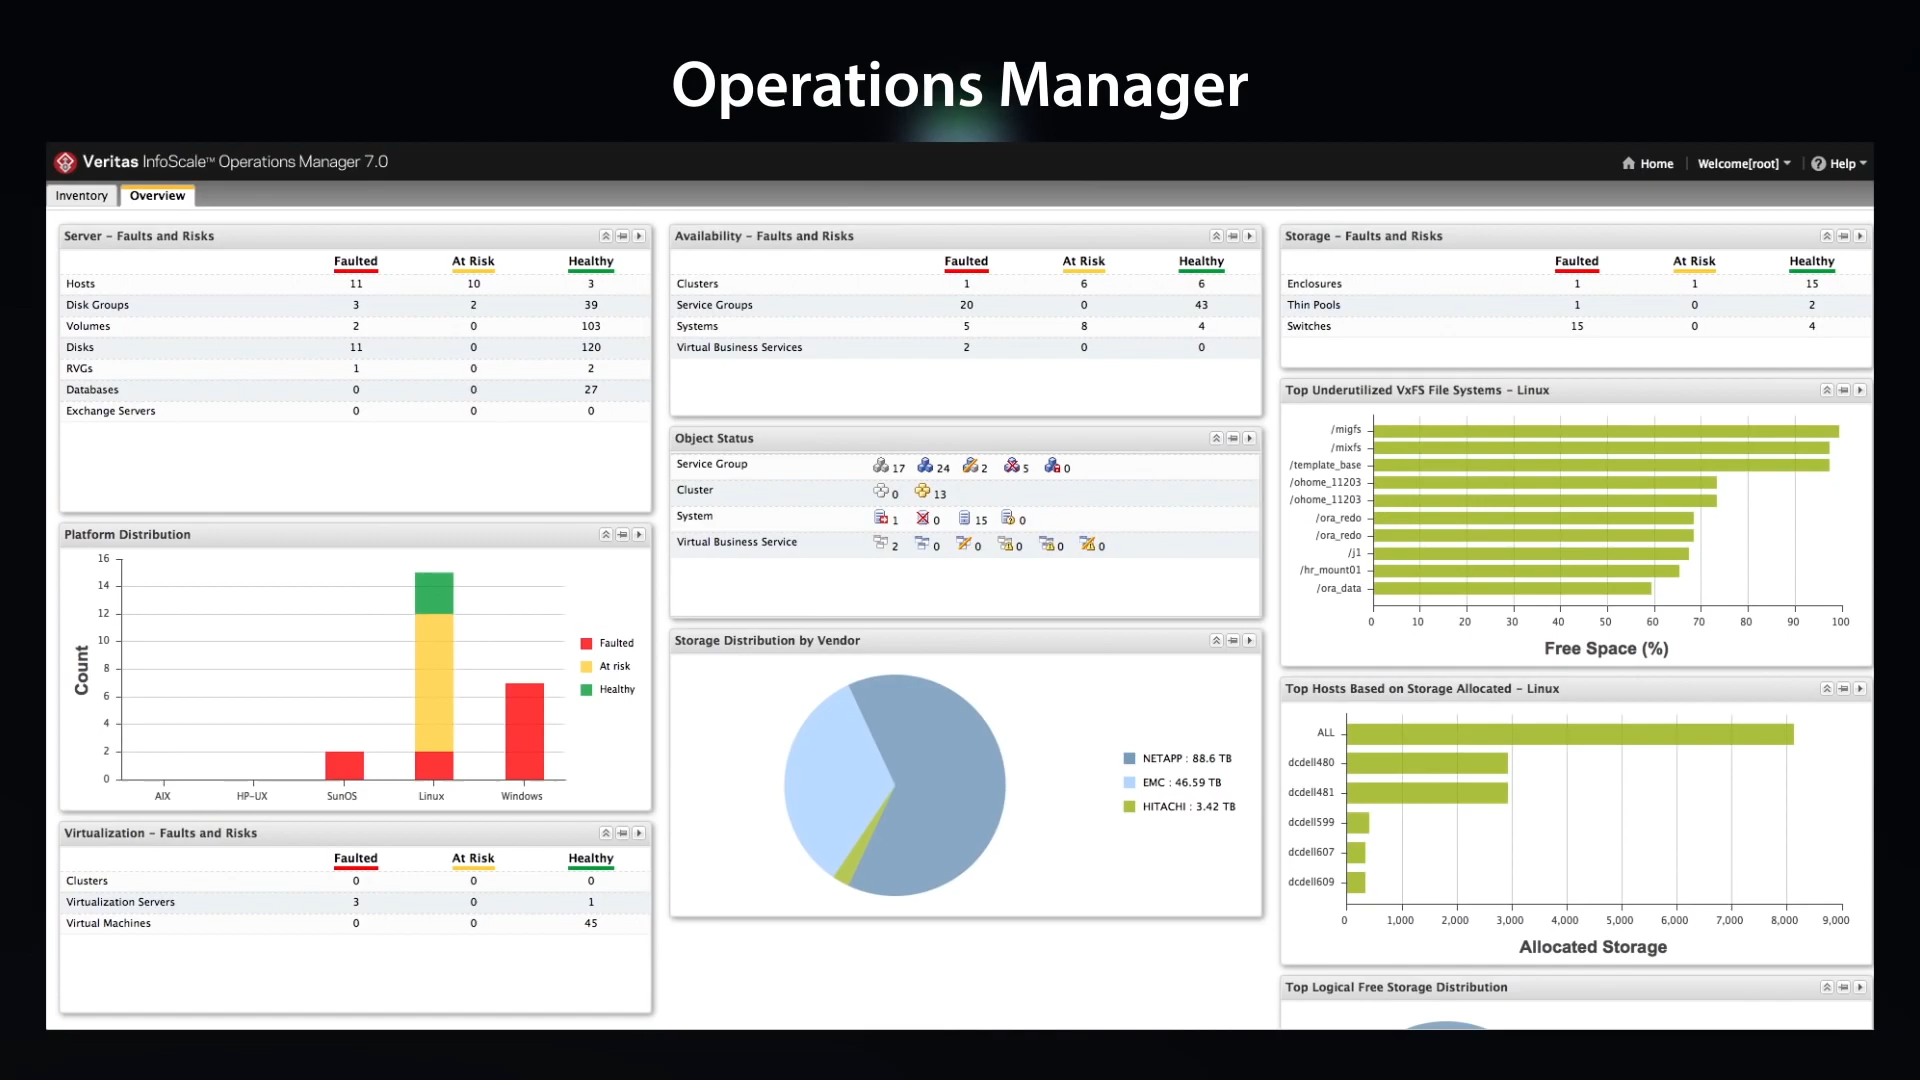 Operations Manager
Veritas InfoScale™ Operations Manager 7.0
Home
Welcome[root]
Help
Inventory
Overview
Server – Faults and Risks
Faulted At Risk Healthy
Hosts 11 10 3
Disk Groups 3 2 39
Volumes 2 0 103
Disks 11 0 120
RVGs 1 0 2
Databases 0 0 27
Exchange Servers 0 0 0
Platform Distribution
16
14
12
10
8
6
4
2
0
Count
AIX HP-UX SunOS Linux Windows
Faulted
At risk
Healthy
Virtualization – Faults and Risks
Faulted At Risk Healthy
Clusters 0 0 0
Virtualization Servers 3 0 1
Virtual Machines 0 0 45
Availability – Faults and Risks
Faulted At Risk Healthy
Clusters 1 6 6
Service Groups 20 0 43
Systems 5 8 4
Virtual Business Services 2 0 0
Object Status
Service Group 17 24 2 5 0
Cluster 0 13
System 1 0 15 0
Virtual Business Service 2 0 0 0 0 0
Storage Distribution by Vendor
NETAPP : 88.6 TB
EMC : 46.59 TB
HITACHI : 3.42 TB
Storage – Faults and Risks
Faulted At Risk Healthy
Enclosures 1 1 15
Thin Pools 1 0 2
Switches 15 0 4
Top Underutilized VxFS File Systems – Linux
/migfs
/mixfs
/template_base
/ohome_11203
/ohome_11203
/ora_redo
/ora_redo
/j1
/hr_mount01
/ora_data
0 10 20 30 40 50 60 70 80 90 100
Free Space (%)
Top Hosts Based on Storage Allocated – Linux
ALL
dcdell480
dcdell481
dcdell599
dcdell607
dcdell609
0 1,000 2,000 3,000 4,000 5,000 6,000 7,000 8,000 9,000
Allocated Storage
Top Logical Free Storage Distribution